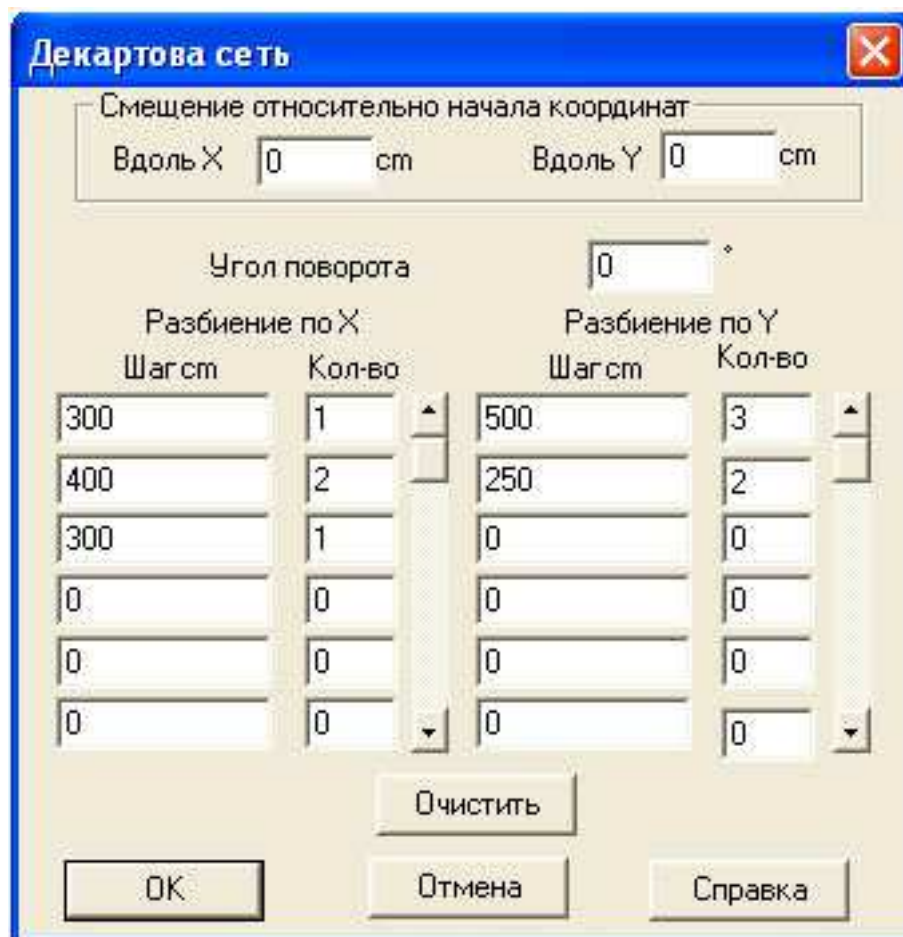 Декартова сеть
Смещение относительно начала координат
Вдоль X 0 cm Вдоль Y 0 cm
Угол поворота 0 °
Разбиение по X Разбиение по Y
Шаг cm Кол-во Шаг cm Кол-во
300 1 500 3
400 2 250 2
300 1 0 0
0 0 0 0
0 0 0 0
0 0 0 0
Очистить
OK Отмена Справка